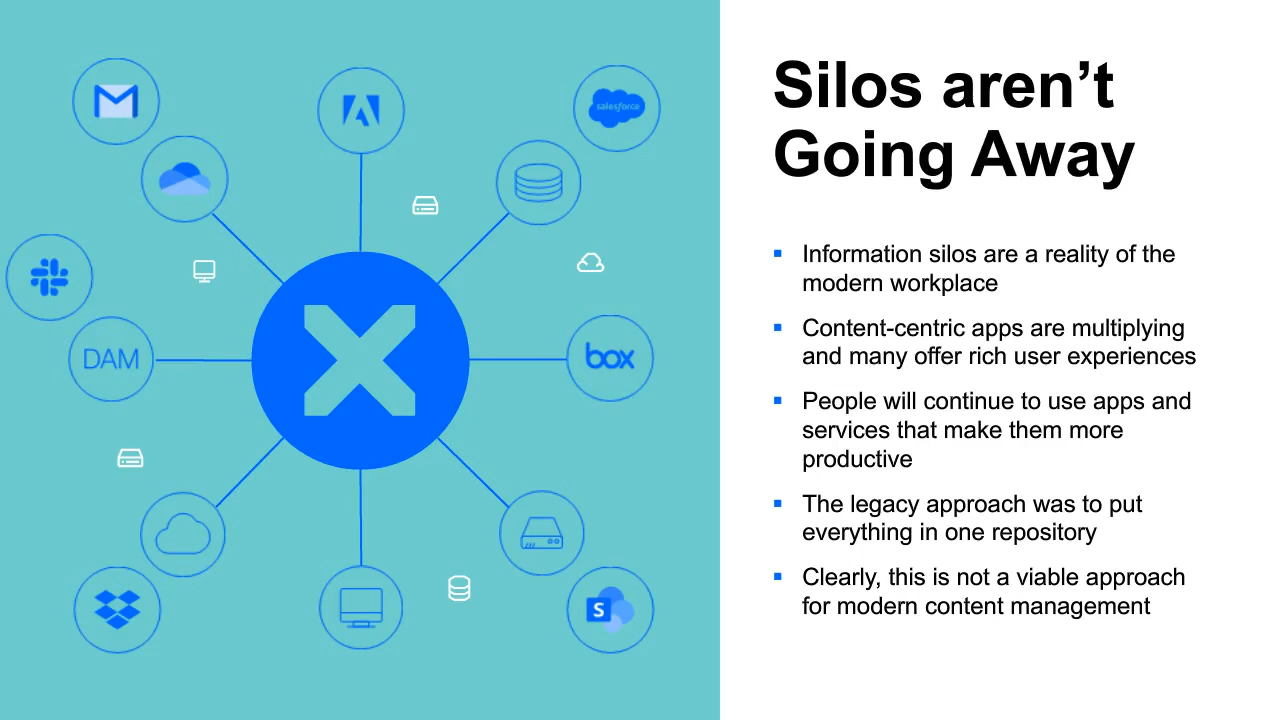 Silos aren’t
Going Away
Information silos are a reality of the
modern workplace
Content-centric apps are multiplying
and many offer rich user experiences
People will continue to use apps and
services that make them more
productive
The legacy approach was to put
everything in one repository
Clearly, this is not a viable approach
for modern content management
salesforce
DAM
box
S